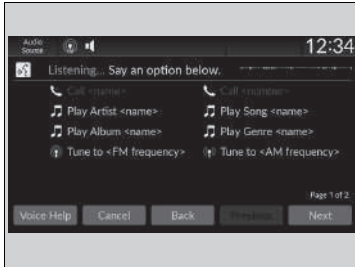 Audio Source 12:34
Listening... Say an option below.
Call <name> Call <number>
Play Artist <name> Play Song <name>
Play Album <name> Play Genre <name>
Tune to <FM frequency> Tune to <AM frequency>
Page 1 of 2
Voice Help Cancel Back Previous Next